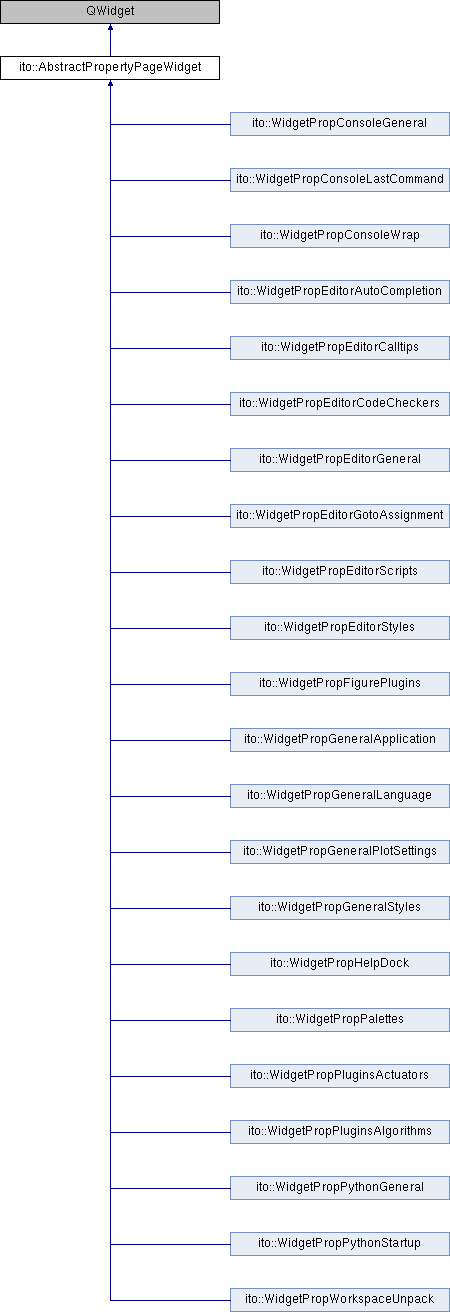 QWidget
ito::AbstractPropertyPageWidget
ito::WidgetPropConsoleGeneral
ito::WidgetPropConsoleLastCommand
ito::WidgetPropConsoleWrap
ito::WidgetPropEditorAutoCompletion
ito::WidgetPropEditorCalltips
ito::WidgetPropEditorCodeCheckers
ito::WidgetPropEditorGeneral
ito::WidgetPropEditorGotoAssignment
ito::WidgetPropEditorScripts
ito::WidgetPropEditorStyles
ito::WidgetPropFigurePlugins
ito::WidgetPropGeneralApplication
ito::WidgetPropGeneralLanguage
ito::WidgetPropGeneralPlotSettings
ito::WidgetPropGeneralStyles
ito::WidgetPropHelpDock
ito::WidgetPropPalettes
ito::WidgetPropPluginsActuators
ito::WidgetPropPluginsAlgorithms
ito::WidgetPropPythonGeneral
ito::WidgetPropPythonStartup
ito::WidgetPropWorkspaceUnpack